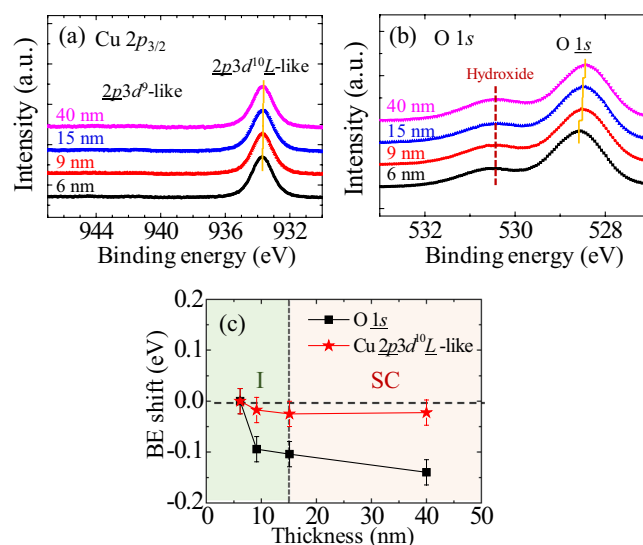 (a) Cu 2p3/2
2p3d⁹-like
2p3d¹⁰L-like
40 nm
15 nm
9 nm
6 nm
Intensity (a.u.)
944 940 936 932
Binding energy (eV)
(b) O 1s
O 1s
Hydroxide
40 nm
15 nm
9 nm
6 nm
Intensity (a.u.)
532 530 528
Binding energy (eV)
(c)
O 1s
Cu 2p3d¹⁰L -like
I SC
0.2
0.1
0.0
-0.1
-0.2
BE shift (eV)
0 10 20 30 40 50
Thickness (nm)